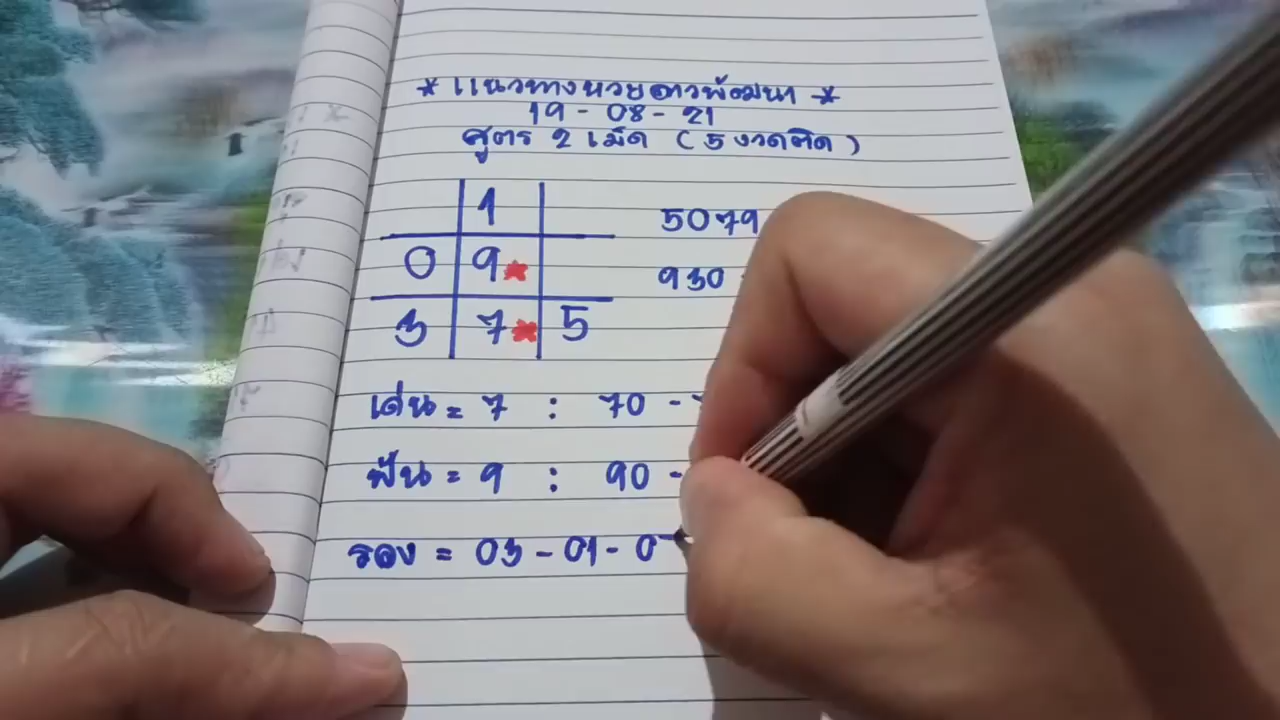 * แนวทางหวยลาวพัฒนา *
19 - 08 - 21
สูตร 2 เม็ด ( 5 งวดติด )
1
0 9 5079
930
3 7 5
เด่น = 7 : 70 -
ฟัน = 9 : 90 -
รอง = 03 - 01 - 0